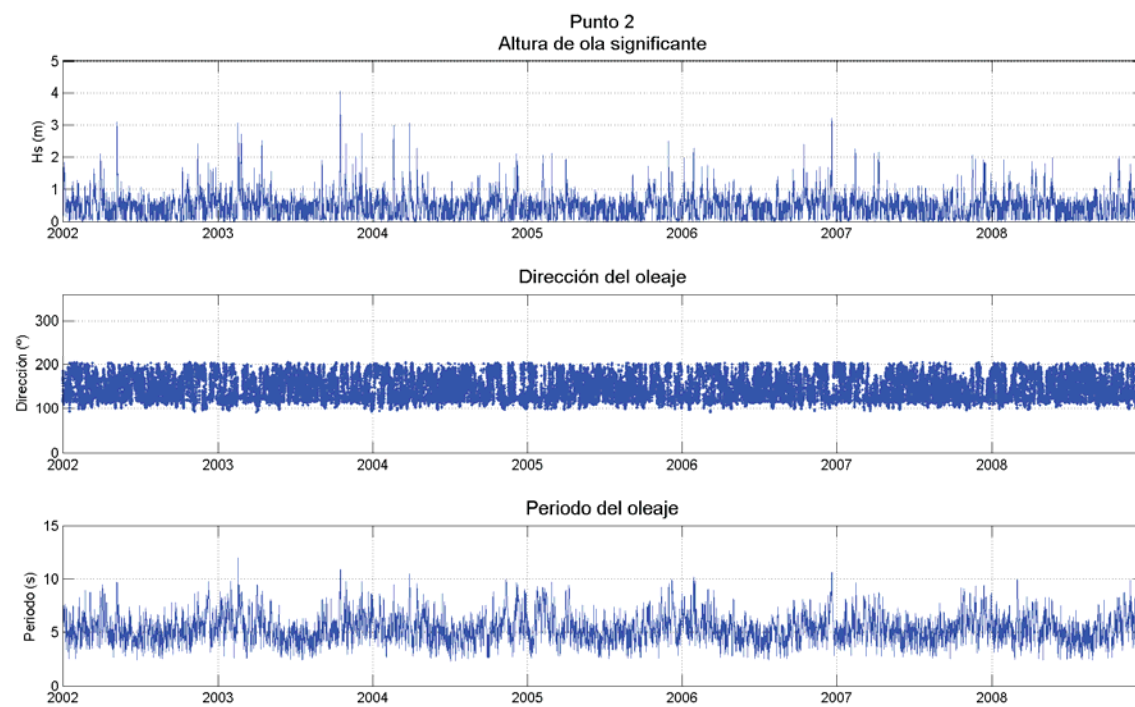 Punto 2
Altura de ola significante
5
4
3
2
1
0
Hs (m)
2002 2003 2004 2005 2006 2007 2008
Dirección del oleaje
300
200
100
0
Dirección (º)
2002 2003 2004 2005 2006 2007 2008
Periodo del oleaje
15
10
5
0
Periodo (s)
2002 2003 2004 2005 2006 2007 2008